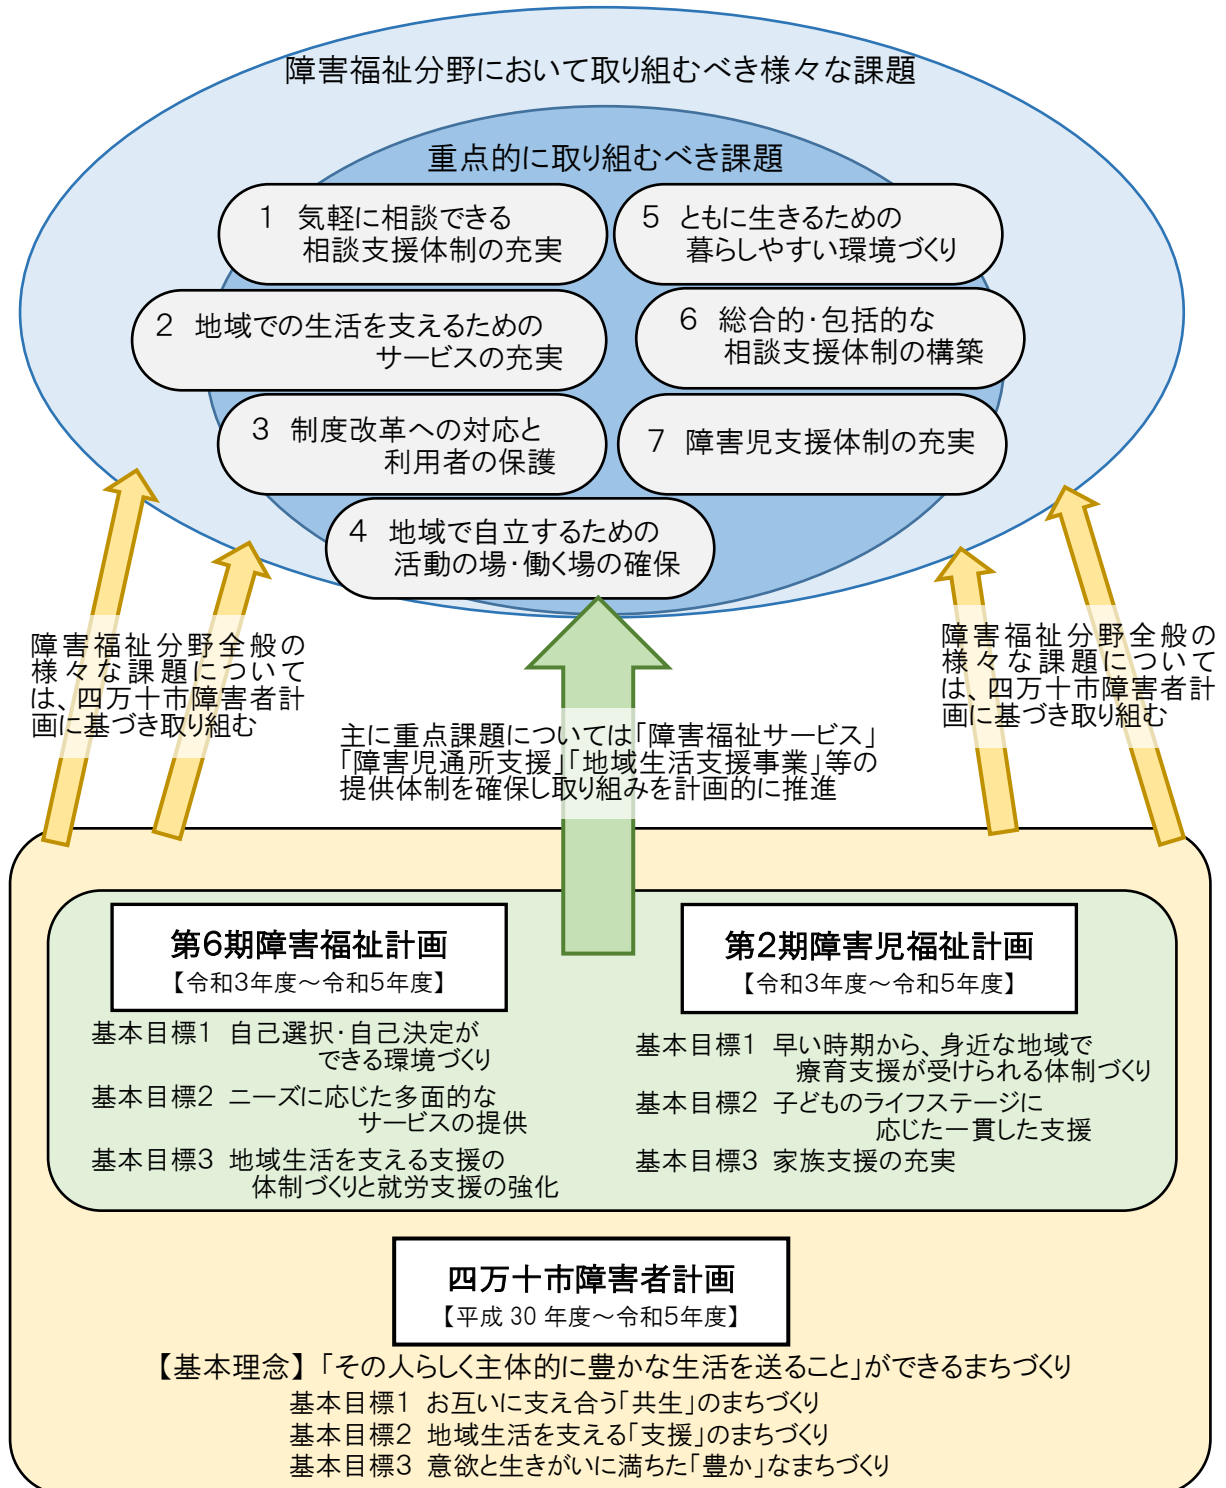 障害福祉分野において取り組むべき様々な課題
重点的に取り組むべき課題
1 気軽に相談できる
相談支援体制の充実
2 地域での生活を支えるための
サービスの充実
3 制度改革への対応と
利用者の保護
4 地域で自立するための
活動の場・働く場の確保
5 ともに生きるための
暮らしやすい環境づくり
6 総合的・包括的な
相談支援体制の構築
7 障害児支援体制の充実
障害福祉分野全般の
様々な課題について
は、四万十市障害者計
画に基づき取り組む
主に重点課題については「障害福祉サービス」
「障害児通所支援」「地域生活支援事業」等の
提供体制を確保し取り組みを計画的に推進
障害福祉分野全般の
様々な課題について
は、四万十市障害者計
画に基づき取り組む
第6期障害福祉計画
【令和3年度～令和5年度】
基本目標1 自己選択・自己決定が
できる環境づくり
基本目標2 ニーズに応じた多面的な
サービスの提供
基本目標3 地域生活を支える支援の
体制づくりと就労支援の強化
第2期障害児福祉計画
【令和3年度～令和5年度】
基本目標1 早い時期から、身近な地域で
療育支援が受けられる体制づくり
基本目標2 子どものライフステージに
応じた一貫した支援
基本目標3 家族支援の充実
四万十市障害者計画
【平成 30 年度～令和5年度】
【基本理念】「その人らしく主体的に豊かな生活を送ること」ができるまちづくり
基本目標1 お互いに支え合う「共生」のまちづくり
基本目標2 地域生活を支える「支援」のまちづくり
基本目標3 意欲と生きがいに満ちた「豊か」なまちづくり